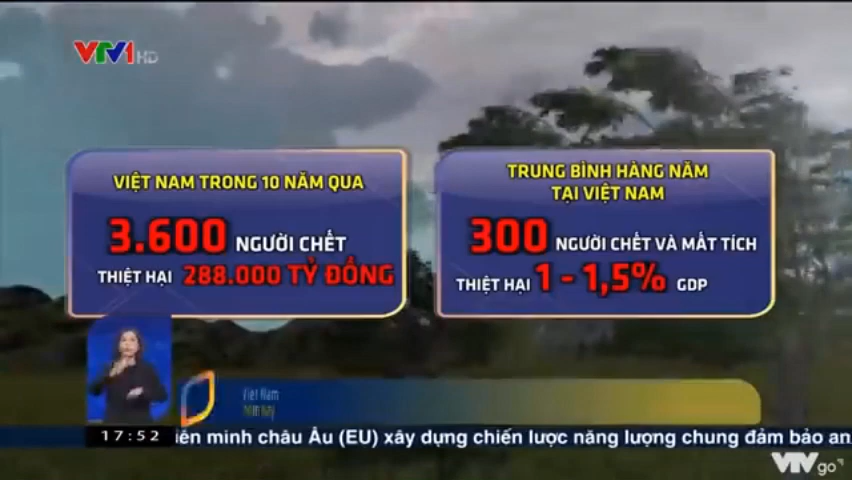 VTV1 HD
VIỆT NAM TRONG 10 NĂM QUA
3.600 NGƯỜI CHẾT
THIỆT HẠI 288.000 TỶ ĐỒNG
TRUNG BÌNH HÀNG NĂM
TẠI VIỆT NAM
300 NGƯỜI CHẾT VÀ MẤT TÍCH
THIỆT HẠI 1 - 1,5% GDP
Việt Nam
17:52 iên minh châu Âu (EU) xây dựng chiến lược năng lượng chung đảm bảo an
VTV go